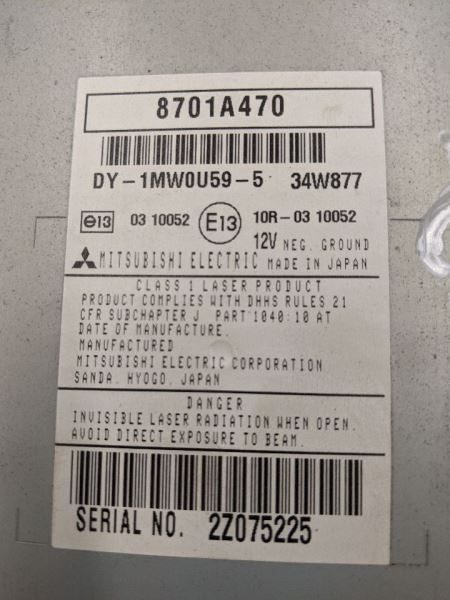 8701A470
DY-1MW0U59-5 34W877
e13 03 10052 E13 10R-03 10052
12V NEG. GROUND
MITSUBISHI ELECTRIC MADE IN JAPAN
CLASS 1 LASER PRODUCT
PRODUCT COMPLIES WITH DHHS RULES 21
CFR SUBCHAPTER J PART 1040:10 AT
DATE OF MANUFACTURE.
MANUFACTURED
MITSUBISHI ELECTRIC CORPORATION
SANDA. HYOGO, JAPAN
DANGER
INVISIBLE LASER RADIATION WHEN OPEN.
AVOID DIRECT EXPOSURE TO BEAM.
SERIAL NO. 2Z075225